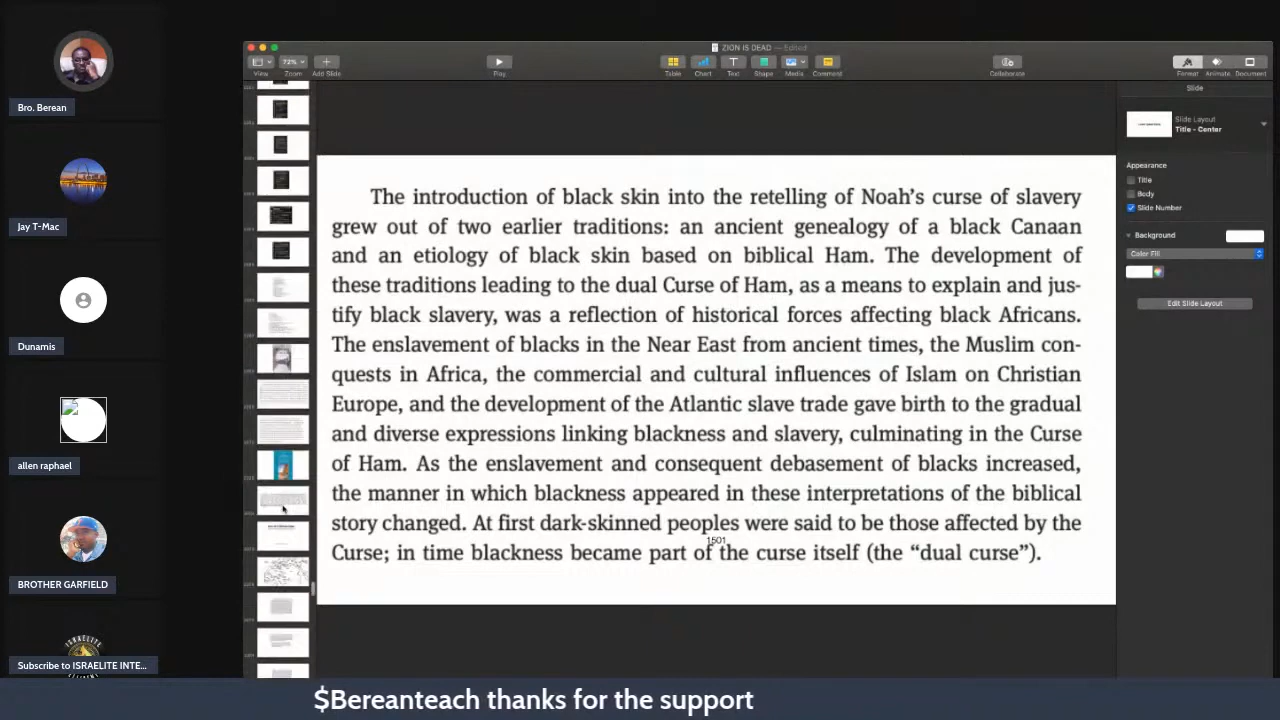 ZION IS DEAD — Edited
72%
View
Zoom
Add Slide
Play
Table
Chart
Text
Shape
Media
Comment
Collaborate
Format
Animate
Document
Bro. Berean
Jay T-Mac
Dunamis
allen raphael
BROTHER GARFIELD
ISRAELITE
Subscribe to ISRAELITE INTE...
The introduction of black skin into the retelling of Noah's curse of slavery
grew out of two earlier traditions: an ancient genealogy of a black Canaan
and an etiology of black skin based on biblical Ham. The development of
these traditions leading to the dual Curse of Ham, as a means to explain and jus-
tify black slavery, was a reflection of historical forces affecting black Africans.
The enslavement of blacks in the Near East from ancient times, the Muslim con-
quests in Africa, the commercial and cultural influences of Islam on Christian
Europe, and the development of the Atlantic slave trade gave birth to the gradual
and diverse expressions linking blackness and slavery, culminating in the Curse
of Ham. As the enslavement and consequent debasement of blacks increased,
the manner in which blackness appeared in these interpretations of the biblical
story changed. At first dark-skinned peoples were said to be those affected by the
Curse; in time blackness became part of the curse itself (the “dual curse”).
1501
Slide
Slide Layout
Title - Center
Appearance
Title
Body
Slide Number
Background
Color Fill
Edit Slide Layout
$Bereanteach thanks for the support